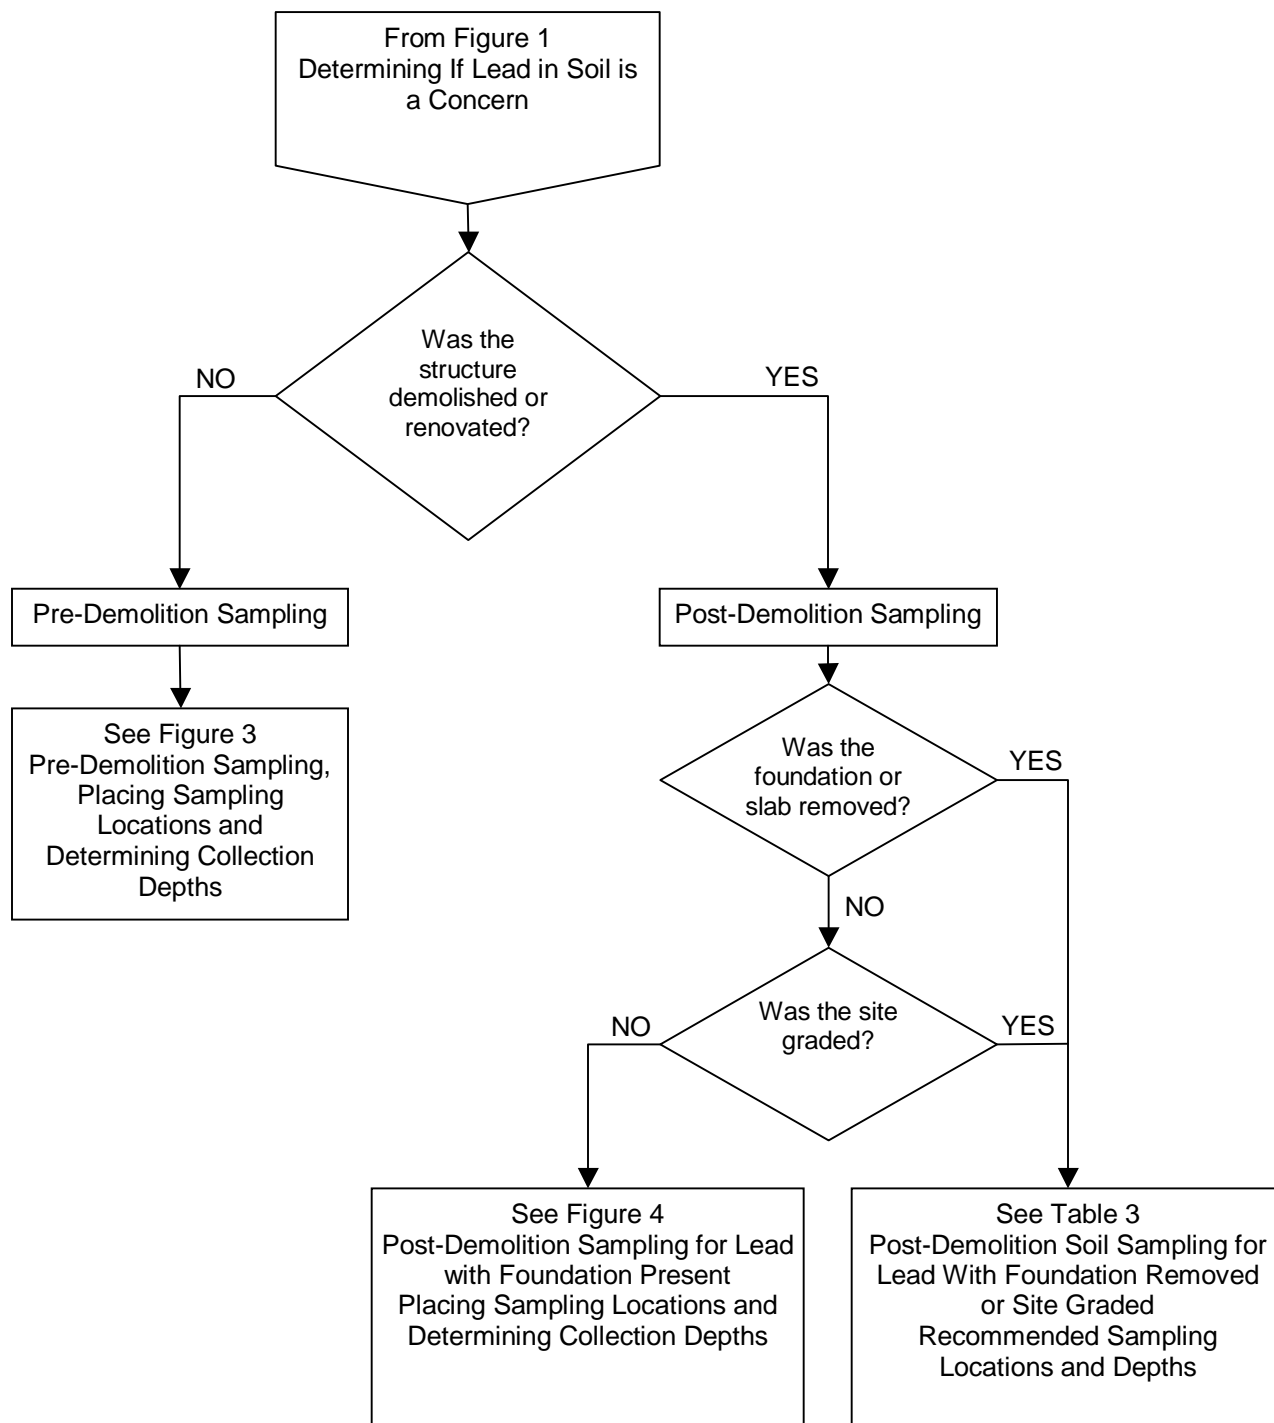 From Figure 1
Determining If Lead in Soil is
a Concern
Was the
structure
demolished or
renovated?
NO
YES
Pre-Demolition Sampling
Post-Demolition Sampling
See Figure 3
Pre-Demolition Sampling,
Placing Sampling
Locations and
Determining Collection
Depths
Was the
foundation or
slab removed?
YES
NO
Was the site
graded?
NO
YES
See Figure 4
Post-Demolition Sampling for Lead
with Foundation Present
Placing Sampling Locations and
Determining Collection Depths
See Table 3
Post-Demolition Soil Sampling for
Lead With Foundation Removed
or Site Graded
Recommended Sampling
Locations and Depths